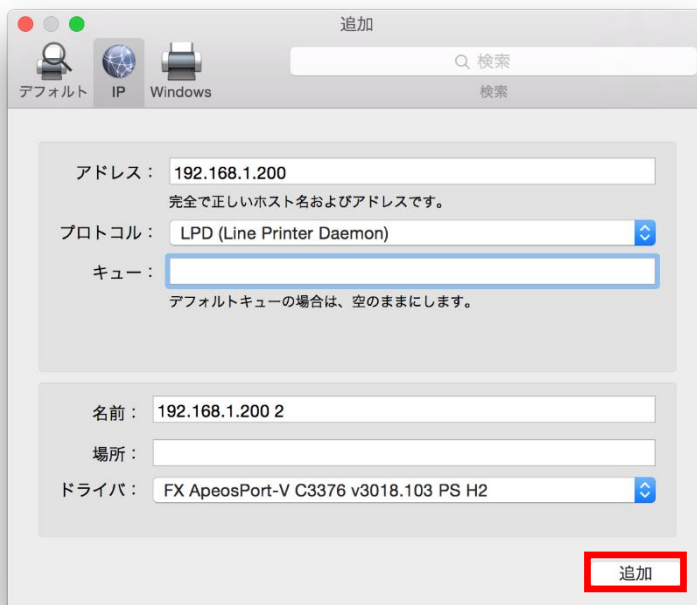 追加
検索
デフォルト IP Windows 検索
アドレス： 192.168.1.200
完全で正しいホスト名およびアドレスです。
プロトコル： LPD (Line Printer Daemon)
キュー：
デフォルトキューの場合は、空のままにします。
名前： 192.168.1.200 2
場所：
ドライバ： FX ApeosPort-V C3376 v3018.103 PS H2
追加